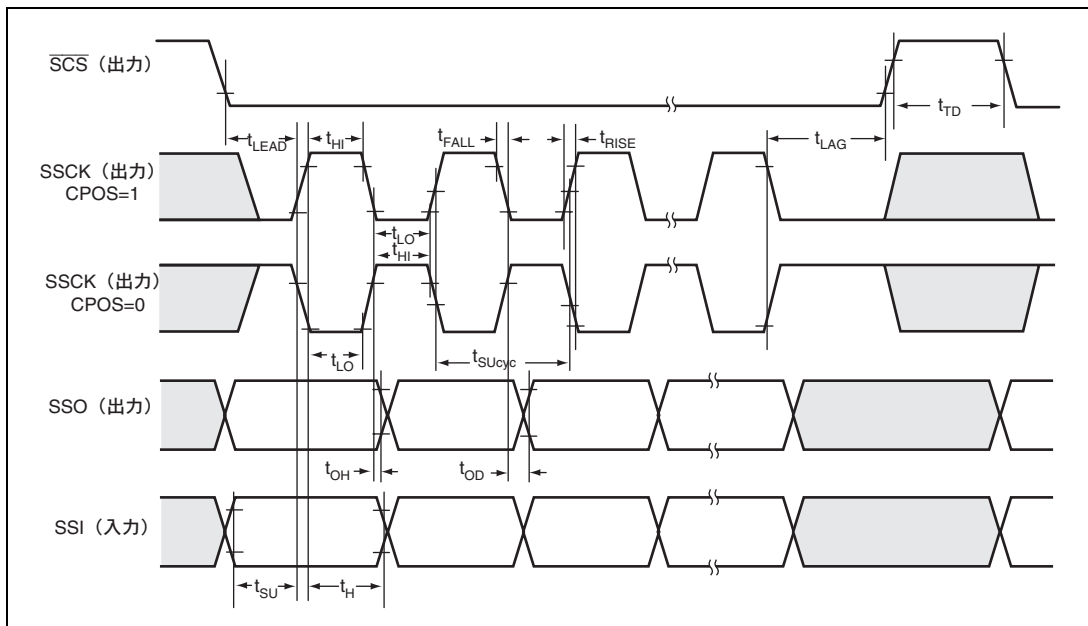 SCS（出力）
tTD
tLEAD
tHI
tFALL
tRISE
tLAG
SSCK（出力）
CPOS=1
tLO
tHI
SSCK（出力）
CPOS=0
tLO
tSUcyc
SSO（出力）
tOH
tOD
SSI（入力）
tSU
tH